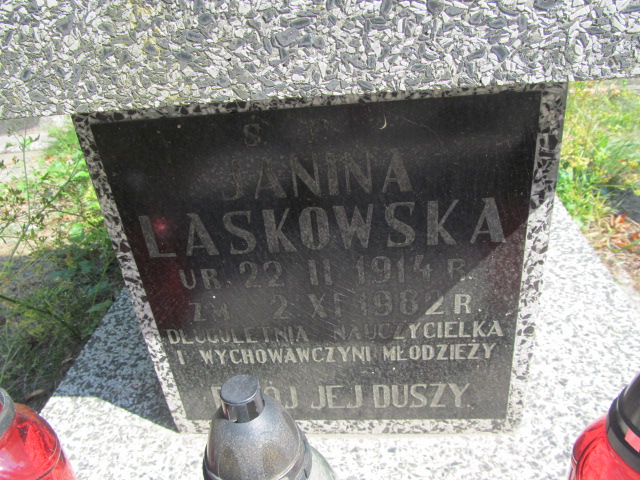 Ś. P.
JANINA
LASKOWSKA
UR. 22 II 1914 R.
ZM. 2 XI 1982 R.
DŁUGOLETNIA NAUCZYCIELKA
I WYCHOWAWCZYNI MŁODZIEŻY
JEJ DUSZY